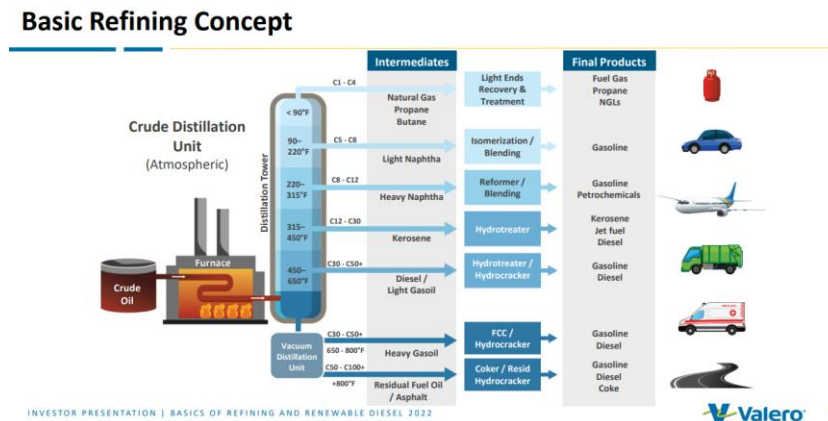 Basic Refining Concept
Intermediates
Final Products
Crude Distillation
Unit
(Atmospheric)
Furnace
Crude
Oil
Distillation Tower
< 90°F
90–
220°F
220–
315°F
315–
450°F
450–
650°F
Vacuum
Distillation
Unit
C1 - C4
Natural Gas
Propane
Butane
Light Ends
Recovery &
Treatment
Fuel Gas
Propane
NGLs
C5 - C8
Light Naphtha
Isomerization /
Blending
Gasoline
C8 - C12
Heavy Naphtha
Reformer /
Blending
Gasoline
Petrochemicals
C12 - C30
Kerosene
Hydrotreater
Kerosene
Jet fuel
Diesel
C30 - C50+
Diesel /
Light Gasoil
Hydrotreater /
Hydrocracker
Gasoline
Diesel
C30 - C50+
650 - 800°F
Heavy Gasoil
FCC /
Hydrocracker
Gasoline
Diesel
C50 - C100+
+800°F
Residual Fuel Oil
/ Asphalt
Coker / Resid
Hydrocracker
Gasoline
Diesel
Coke
INVESTOR PRESENTATION | BASICS OF REFINING AND RENEWABLE DIESEL 2022
Valero